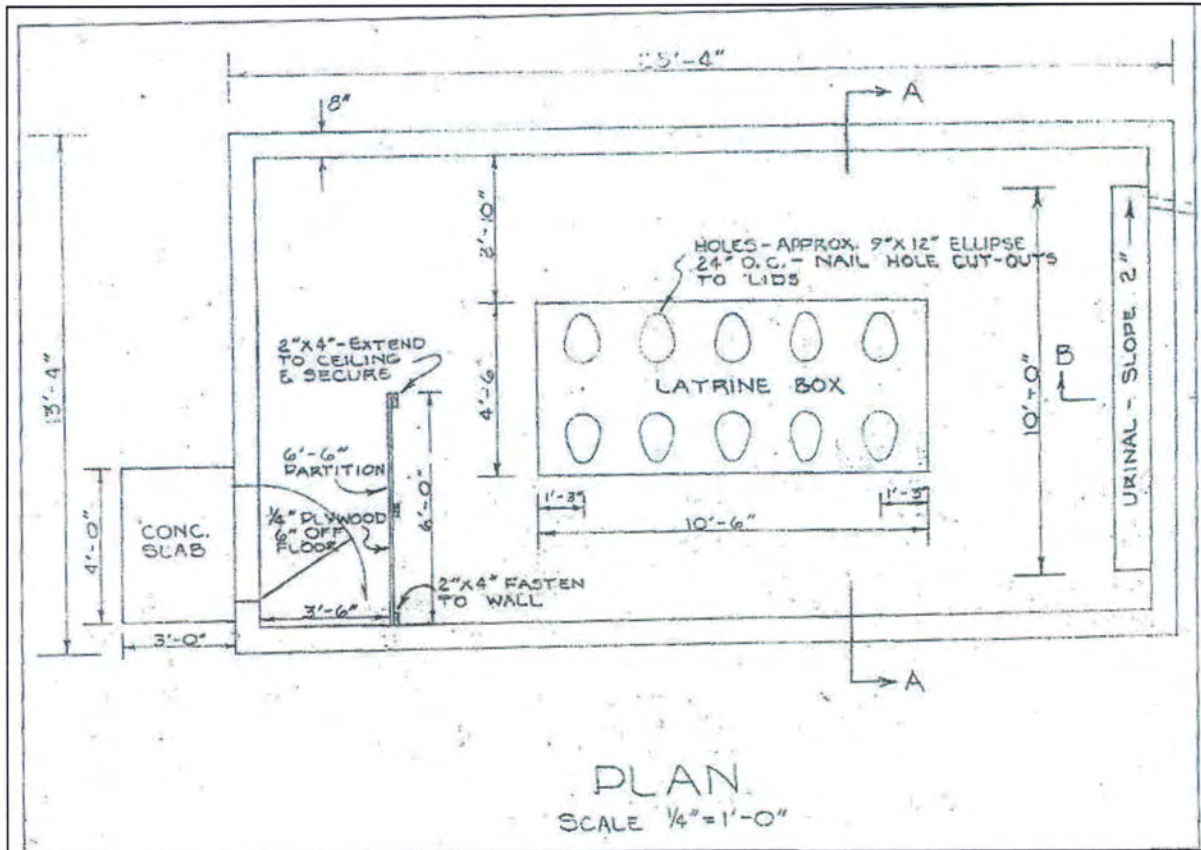 A
8"
3'-10"
HOLES - APPROX. 9"X12" ELLIPSE
24" O.C. - NAIL HOLE CUT-OUTS
TO LIDS
2"X4" - EXTEND
TO CEILING
& SECURE
13'-4"
4'-6"
LATRINE BOX
10'-0"
B
URINAL - SLOPE 2"
6'-6"
PARTITION
6'-0"
1'-3"
1'-3"
10'-6"
¼" PLYWOOD
6" OFF
FLOOR
CONC.
SLAB
4'-0"
2"X4" FASTEN
TO WALL
3'-6"
3'-0"
A
PLAN
SCALE ¼"=1'-0"